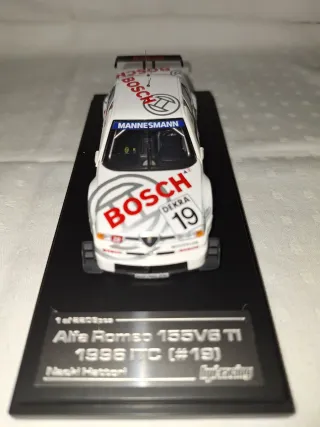 BOSCH
MANNESMANN
BOSCH
DEKRA
19
Alfa Romeo 155V6 TI
1996 ITC (#19)
Naoki Hattori
hpi·racing